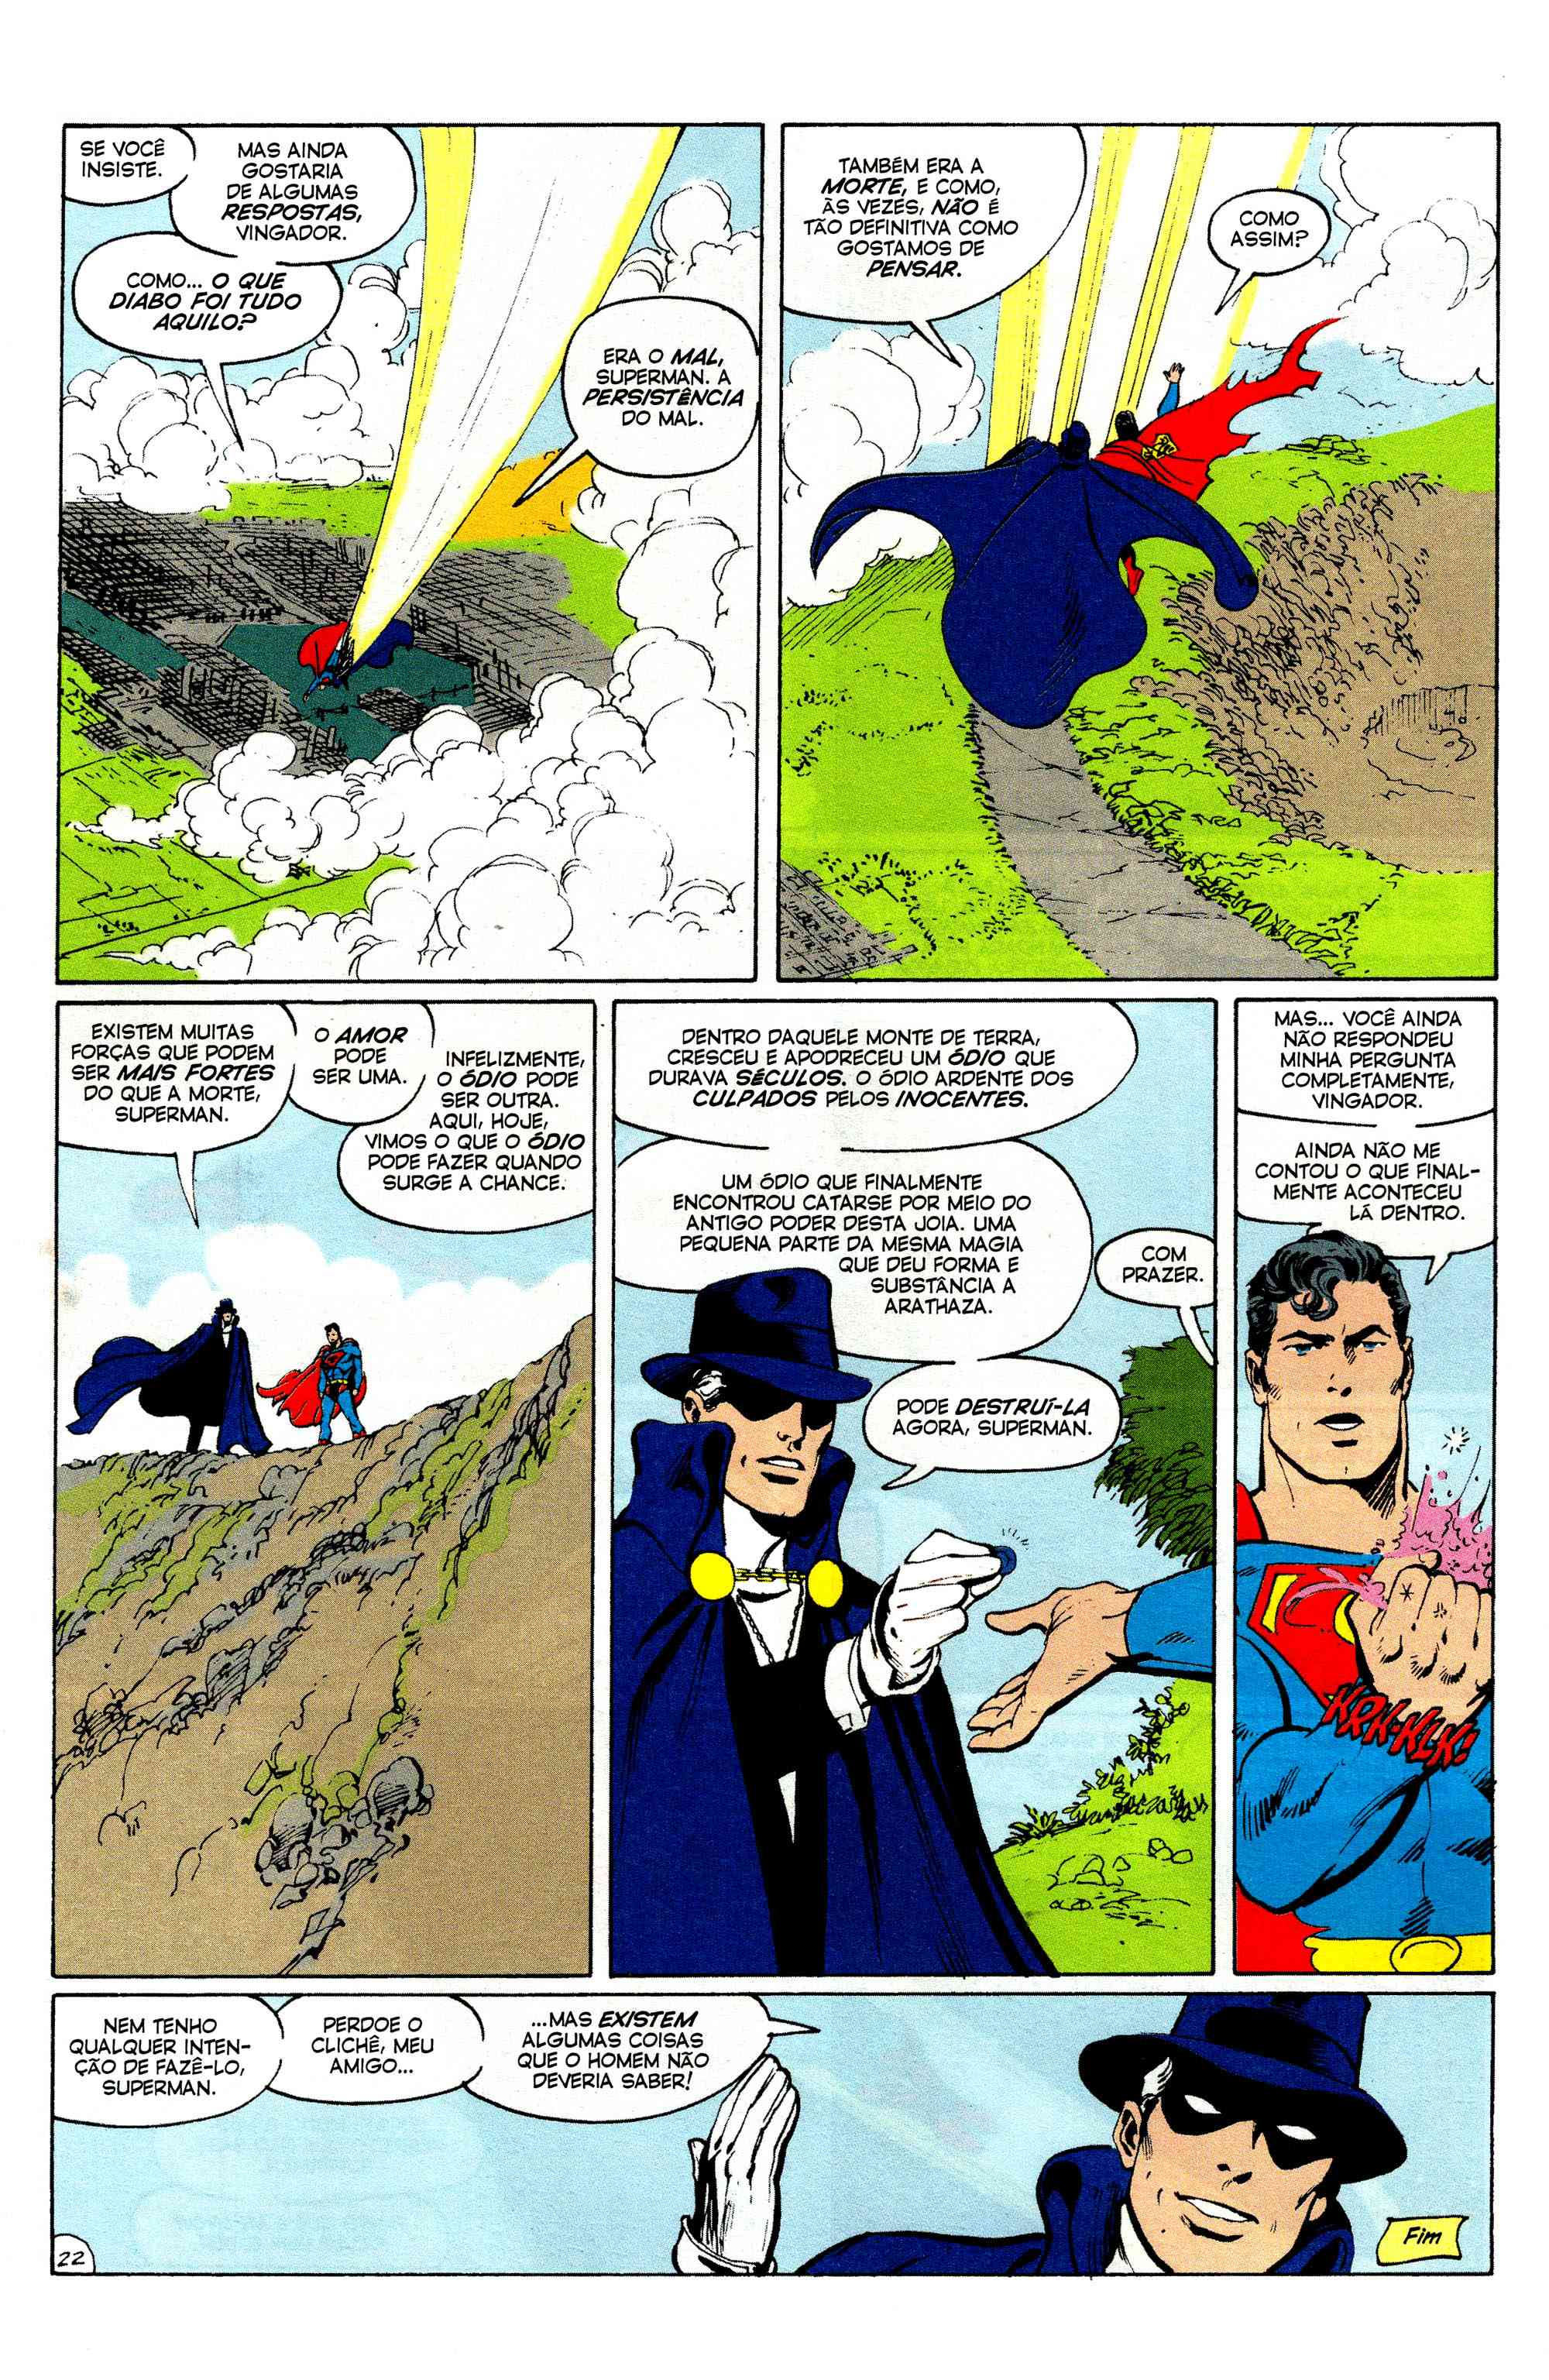 SE VOCÊ
INSISTE.
MAS AINDA
GOSTARIA
DE ALGUMAS
RESPOSTAS,
VINGADOR.
COMO... O QUE
DIABO FOI TUDO
AQUILO?
ERA O MAL,
SUPERMAN. A
PERSISTÊNCIA
DO MAL.
TAMBÉM ERA A
MORTE, E COMO,
ÀS VEZES, NÃO É
TÃO DEFINITIVA COMO
GOSTAMOS DE
PENSAR.
COMO
ASSIM?
EXISTEM MUITAS
FORÇAS QUE PODEM
SER MAIS FORTES
DO QUE A MORTE,
SUPERMAN.
O AMOR
PODE
SER UMA.
INFELIZMENTE,
O ÓDIO PODE
SER OUTRA.
AQUI, HOJE,
VIMOS O QUE O ÓDIO
PODE FAZER QUANDO
SURGE A CHANCE.
DENTRO DAQUELE MONTE DE TERRA,
CRESCEU E APODRECEU UM ÓDIO QUE
DURAVA SÉCULOS. O ÓDIO ARDENTE DOS
CULPADOS PELOS INOCENTES.
UM ÓDIO QUE FINALMENTE
ENCONTROU CATARSE POR MEIO DO
ANTIGO PODER DESTA JOIA. UMA
PEQUENA PARTE DA MESMA MAGIA
QUE DEU FORMA E
SUBSTÂNCIA A
ARATHAZA.
PODE DESTRUÍ-LA
AGORA, SUPERMAN.
COM
PRAZER.
MAS... VOCÊ AINDA
NÃO RESPONDEU
MINHA PERGUNTA
COMPLETAMENTE,
VINGADOR.
AINDA NÃO ME
CONTOU O QUE FINAL-
MENTE ACONTECEU
LÁ DENTRO.
KRK-KLK!
NEM TENHO
QUALQUER INTEN-
ÇÃO DE FAZÊ-LO,
SUPERMAN.
PERDOE O
CLICHÊ, MEU
AMIGO...
...MAS EXISTEM
ALGUMAS COISAS
QUE O HOMEM NÃO
DEVERIA SABER!
22
Fim